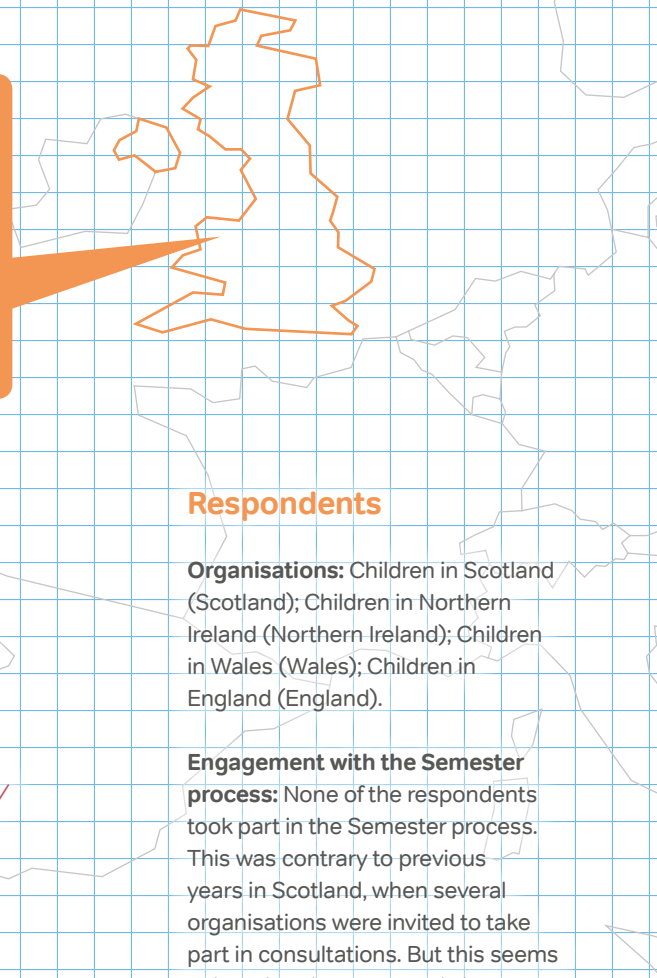 Respondents
Organisations: Children in Scotland
(Scotland); Children in Northern
Ireland (Northern Ireland); Children
in Wales (Wales); Children in
England (England).
Engagement with the Semester
process: None of the respondents
took part in the Semester process.
This was contrary to previous
years in Scotland, when several
organisations were invited to take
part in consultations. But this seems